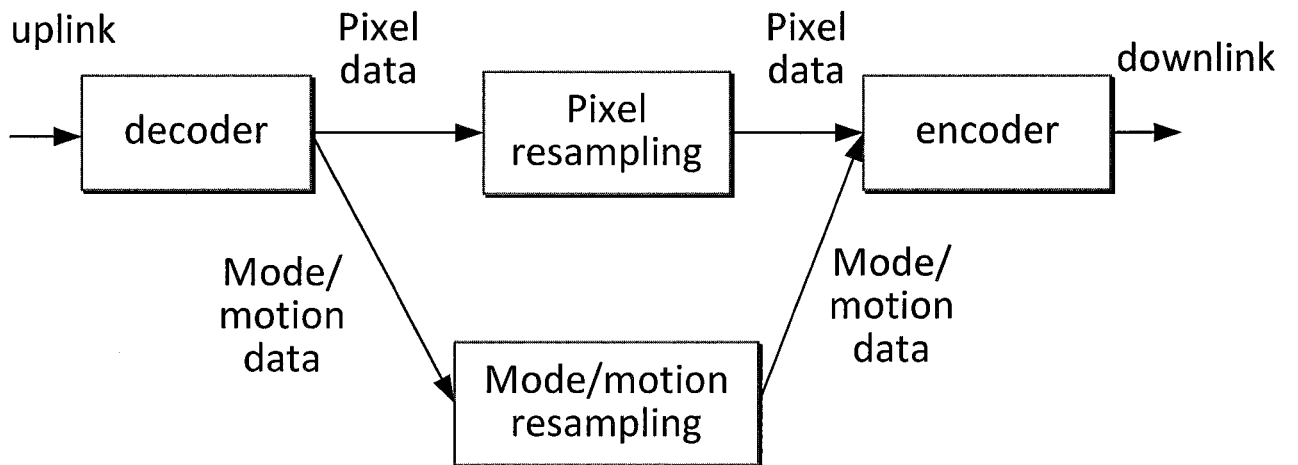 uplink
Pixel
data
Pixel
data
downlink
decoder
Pixel
resampling
encoder
Mode/
motion
data
Mode/
motion
data
Mode/motion
resampling